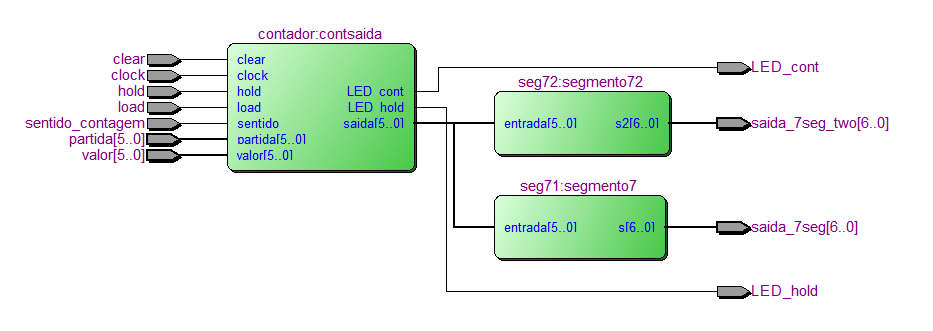 contador:contsaida
clear
clock
hold
load
sentido_contagem
partida[5..0]
valor[5..0]
clear
clock
hold
load
sentido
partida[5..0]
valor[5..0]
LED_cont
LED_hold
saida[5..0]
seg72:segmento72
entrada[5..0]
s2[6..0]
seg71:segmento7
entrada[5..0]
s[6..0]
LED_cont
saida_7seg_two[6..0]
saida_7seg[6..0]
LED_hold